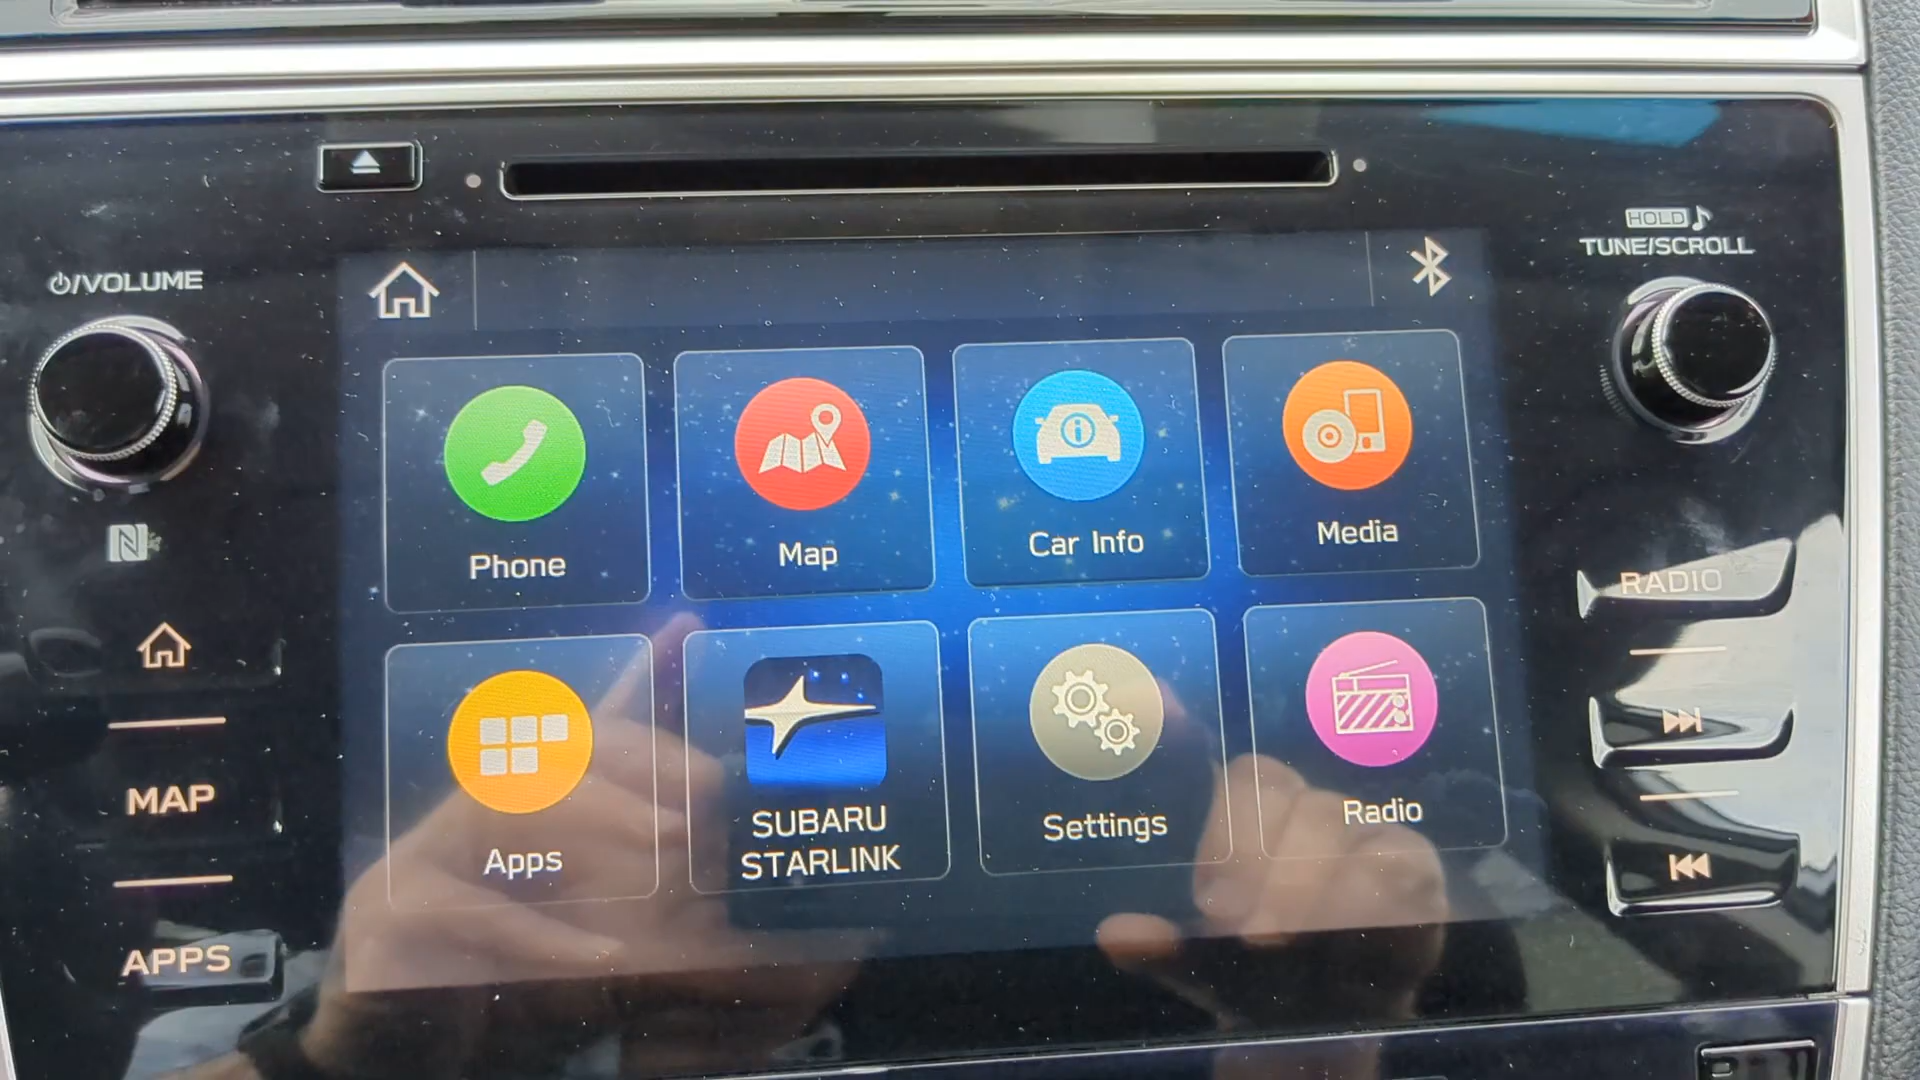 HOLD
TUNE/SCROLL
/VOLUME
Phone
Map
Car Info
Media
RADIO
Apps
SUBARU
STARLINK
Settings
Radio
MAP
APPS